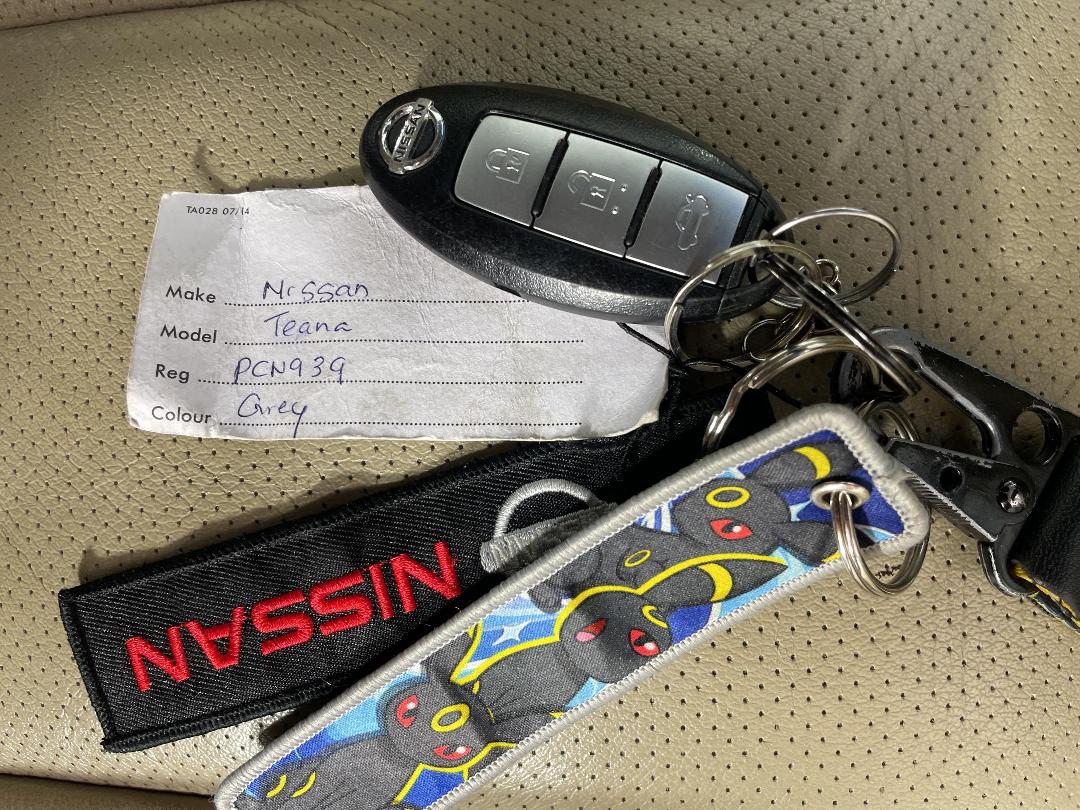 NISSAN
TA028 07/14
Make Nissan
Model Teana
Reg PCN939
Colour Grey
NISSAN